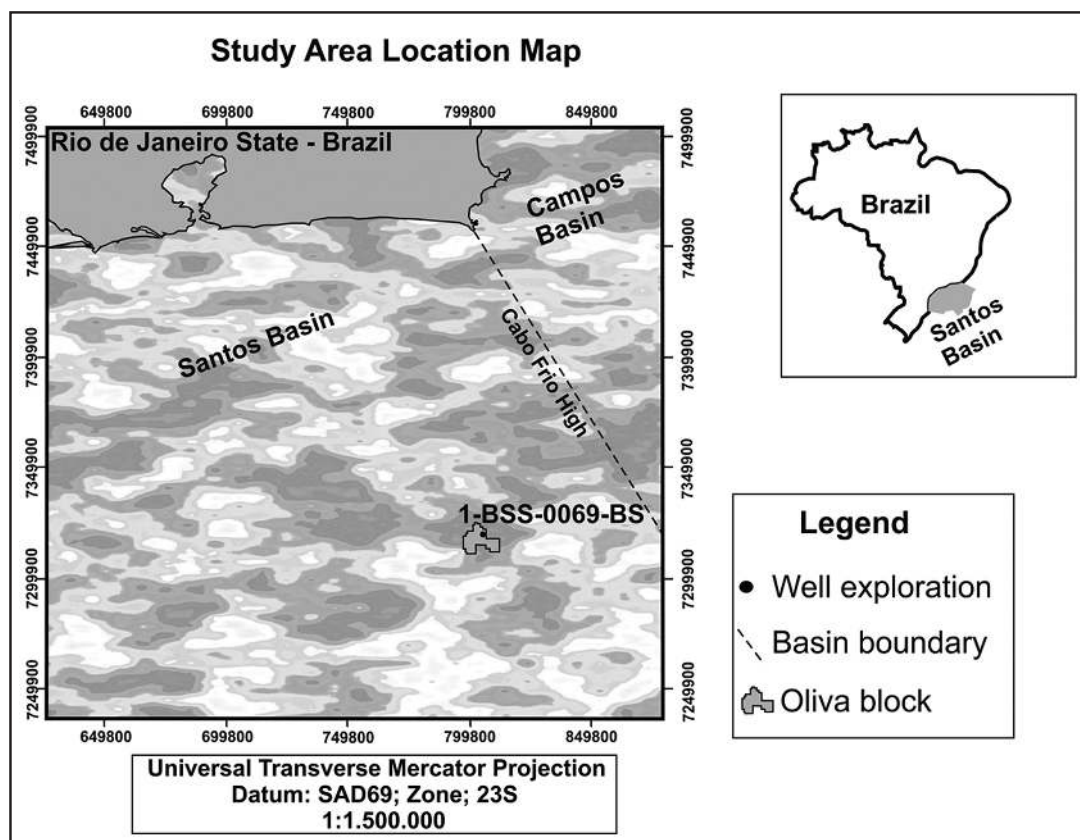 Study Area Location Map
649800 699800 749800 799800 849800
Rio de Janeiro State - Brazil
7499900
7499900
Campos
Basin
7449900
7449900
Santos Basin
Cabo Frio High
7399900
7399900
7349900
7349900
1-BSS-0069-BS
7299900
7299900
7249900
7249900
649800 699800 749800 799800 849800
Universal Transverse Mercator Projection
Datum: SAD69; Zone; 23S
1:1.500.000
Brazil
Santos
Basin
Legend
Well exploration
Basin boundary
Oliva block